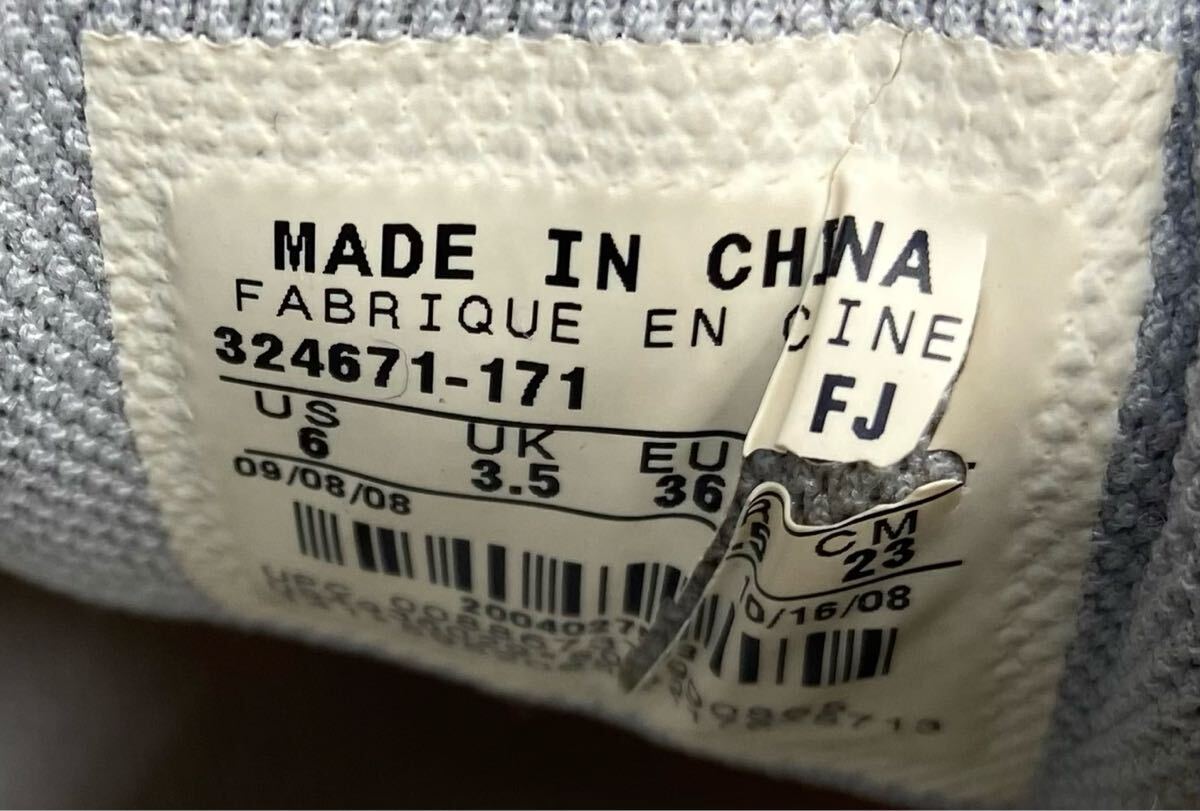 MADE IN CHINA
FABRIQUE EN CINE
324671-171 FJ
US UK EU CM
6 3.5 36 23
09/08/08 /16/08
UPC